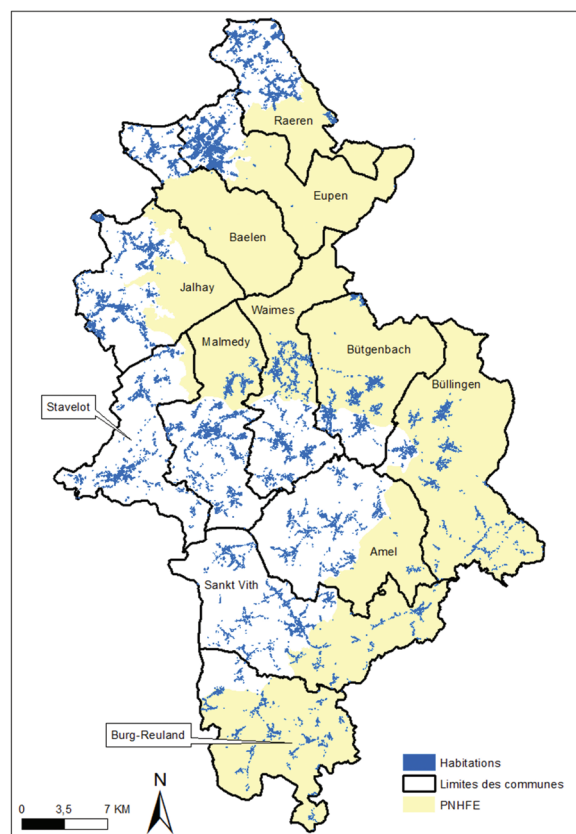 Raeren
Eupen
Baelen
Jalhay
Waimes
Malmedy
Bütgenbach
Büllingen
Stavelot
Amel
Sankt Vith
Burg-Reuland
N
0 3,5 7 KM
Habitations
Limites des communes
PNHFE